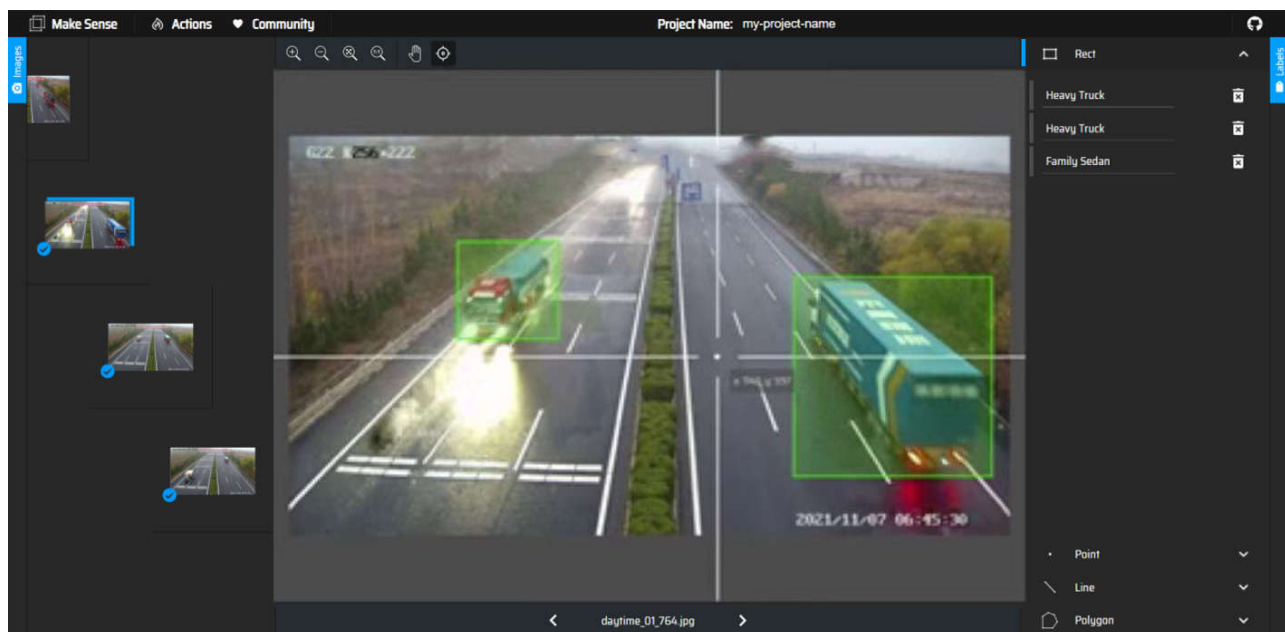 Make Sense Actions Community Project Name: my-project-name
Images
Labels
Rect
Heavy Truck
Heavy Truck
Family Sedan
2021/11/07 06:45:30
Point
Line
Polygon
daytime_01_764.jpg